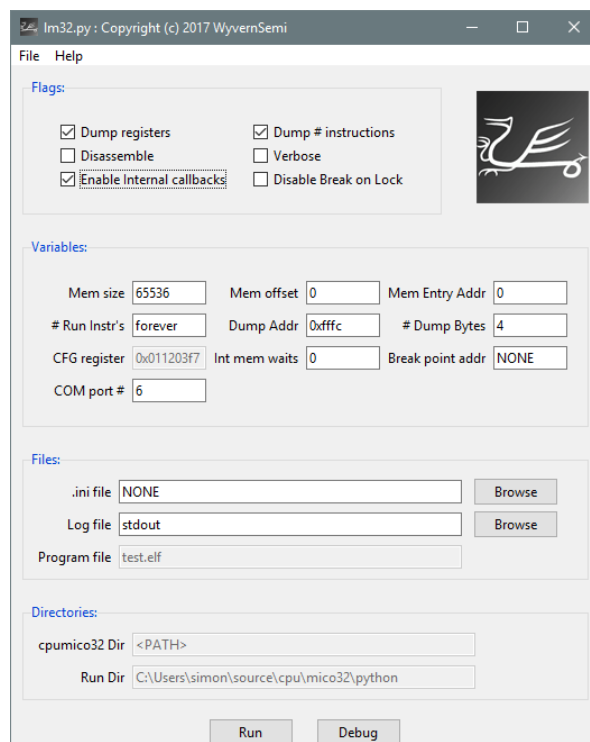 lm32.py : Copyright (c) 2017 WyvernSemi
File Help
Flags:
Dump registers Dump # instructions
Disassemble Verbose
Enable Internal callbacks Disable Break on Lock
Variables:
Mem size 65536 Mem offset 0 Mem Entry Addr 0
# Run Instr's forever Dump Addr 0xfffc # Dump Bytes 4
CFG register 0x011203f7 Int mem waits 0 Break point addr NONE
COM port # 6
Files:
.ini file NONE Browse
Log file stdout Browse
Program file test.elf
Directories:
cpumico32 Dir <PATH>
Run Dir C:\Users\simon\source\cpu\mico32\python
Run Debug